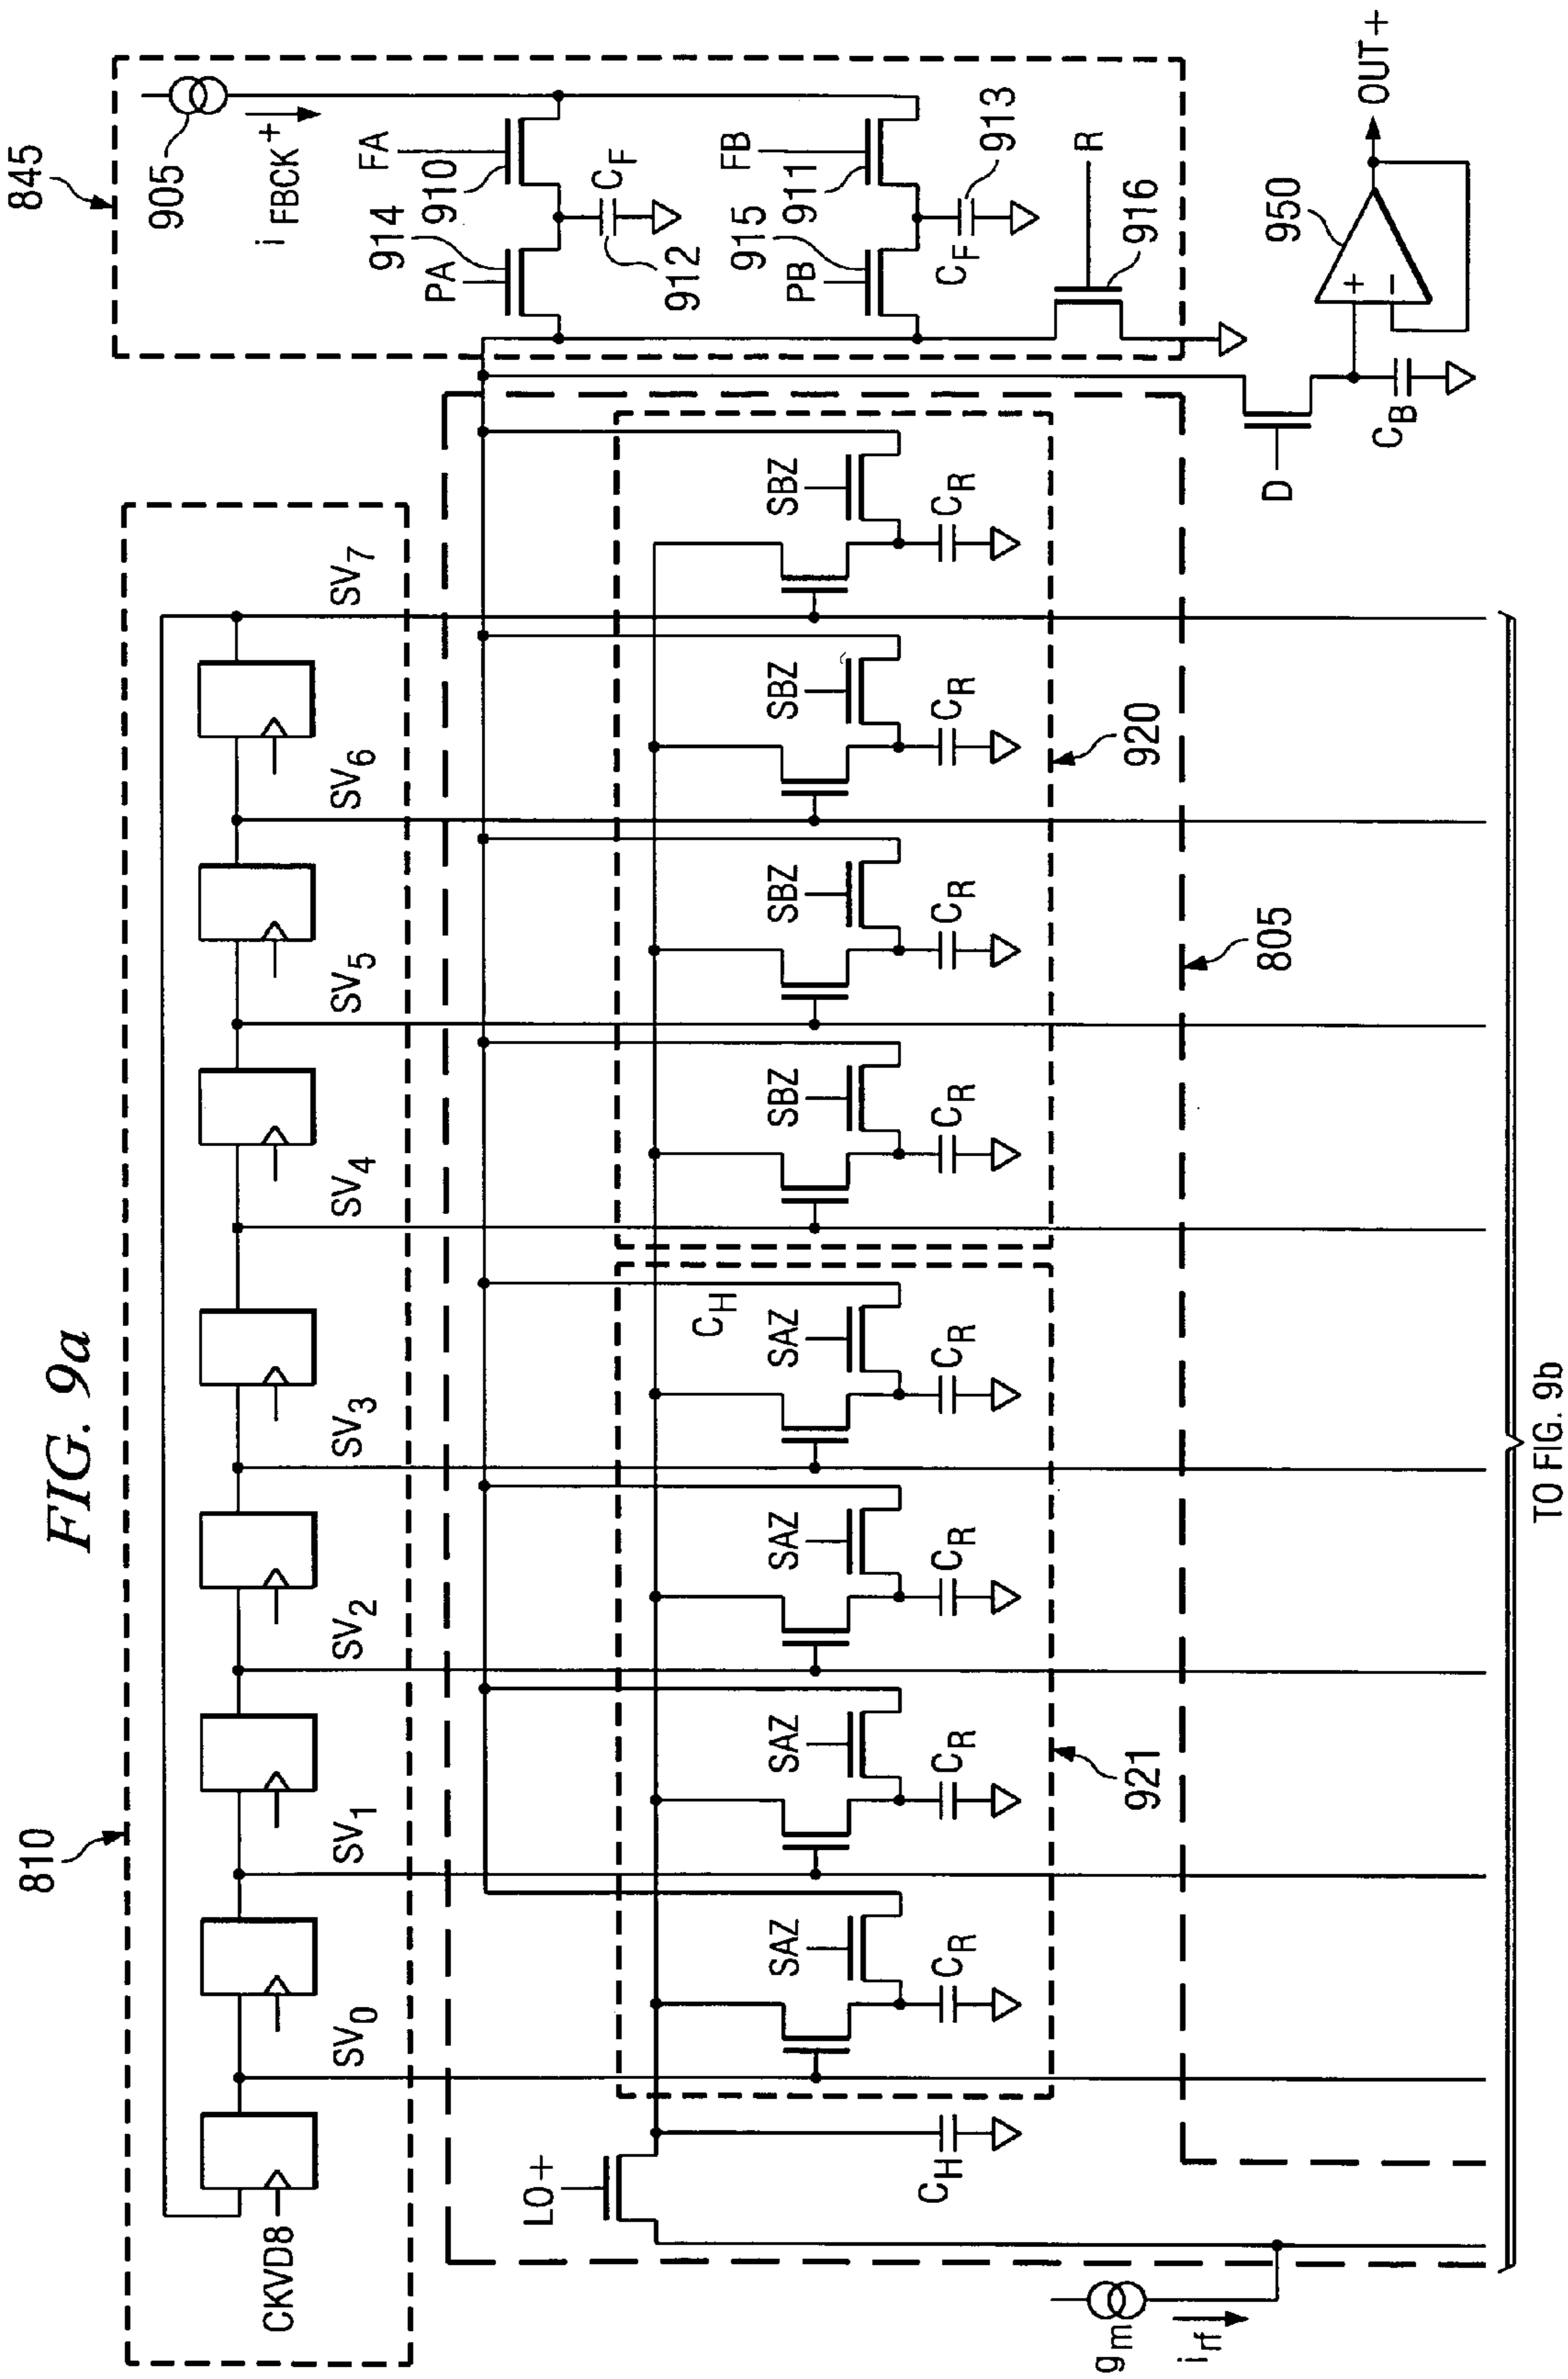 FIG. 9a
810
CKVD8
SV0
SV1
SV2
SV3
SV4
SV5
SV6
SV7
845
905
iFBCK+
FA
910
914
PA
CF
912
FB
911
915
PB
CF
913
R
916
LO+
CH
gm
irf
SAZ
CR
SAZ
CR
SAZ
CR
SAZ
CR
CH
921
SBZ
CR
SBZ
CR
SBZ
CR
SBZ
CR
920
805
D
CB
950
+
−
OUT+
TO FIG. 9b